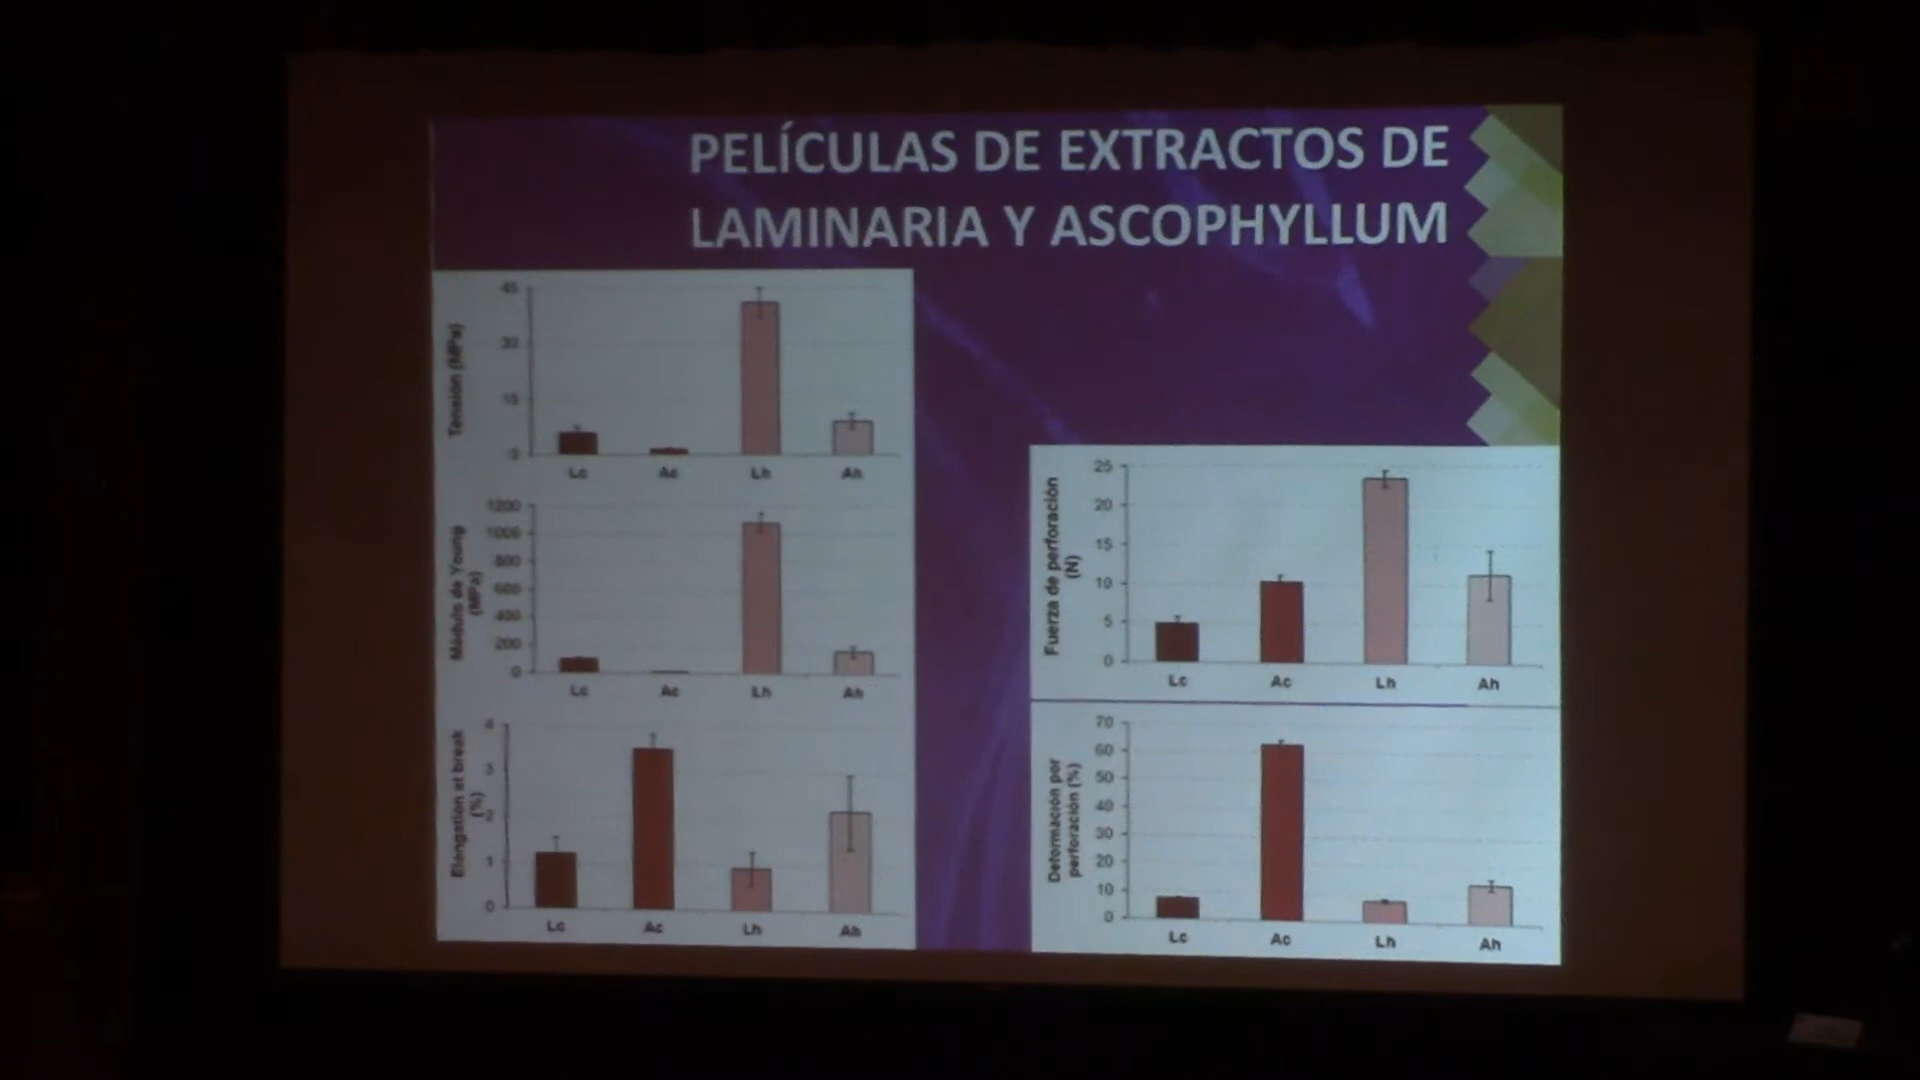 PELÍCULAS DE EXTRACTOS DE
LAMINARIA Y ASCOPHYLLUM
Tensión (MPa)
45
30
15
0
Lc Ac Lh Ah
Módulo de Young
(MPa)
1200
1000
800
600
400
200
0
Lc Ac Lh Ah
Elongation at break
(%)
4
3
2
1
0
Lc Ac Lh Ah
Fuerza de perforación
(N)
25
20
15
10
5
0
Lc Ac Lh Ah
Deformación por
perforación (%)
70
60
50
40
30
20
10
0
Lc Ac Lh Ah